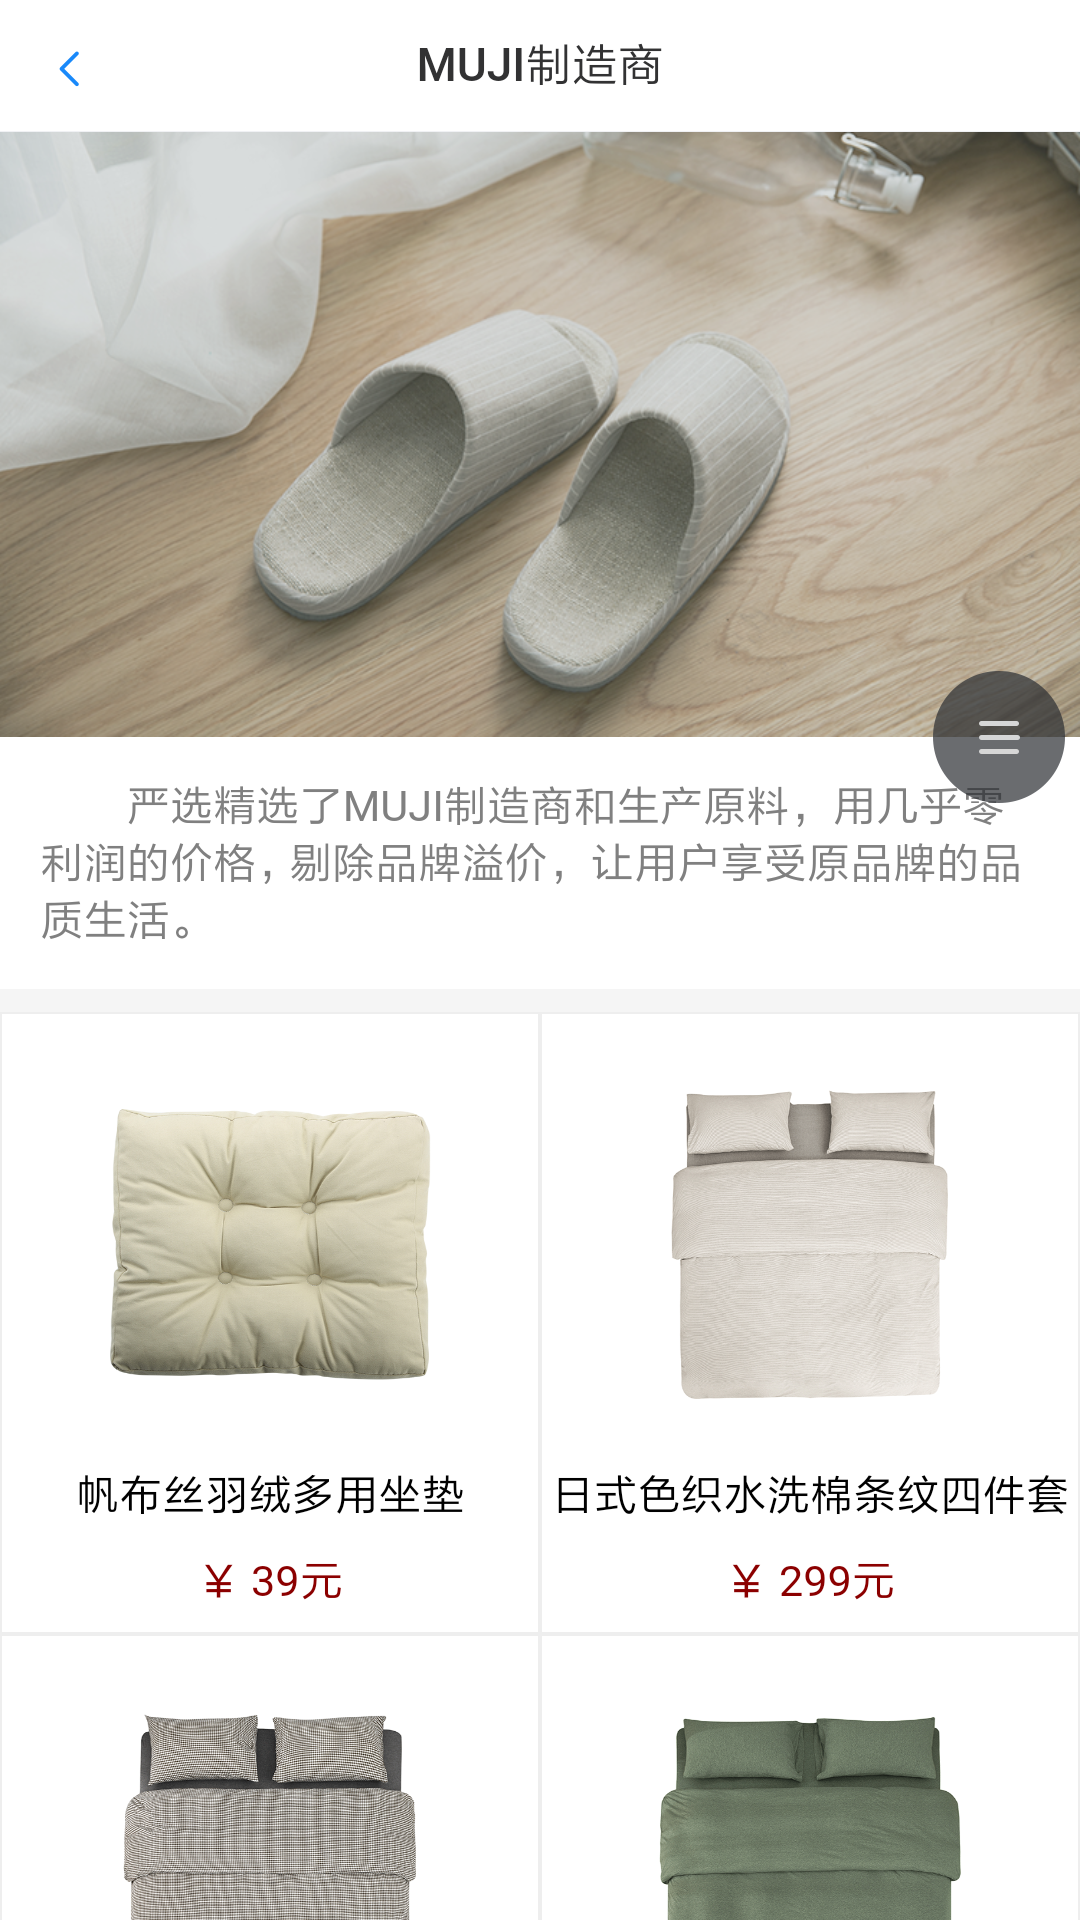 MUJI制造商
严选精选了MUJI制造商和生产原料，用几乎零
利润的价格，剔除品牌溢价，让用户享受原品牌的品
质生活。
帆布丝羽绒多用坐垫
¥ 39元
日式色织水洗棉条纹四件套
¥ 299元